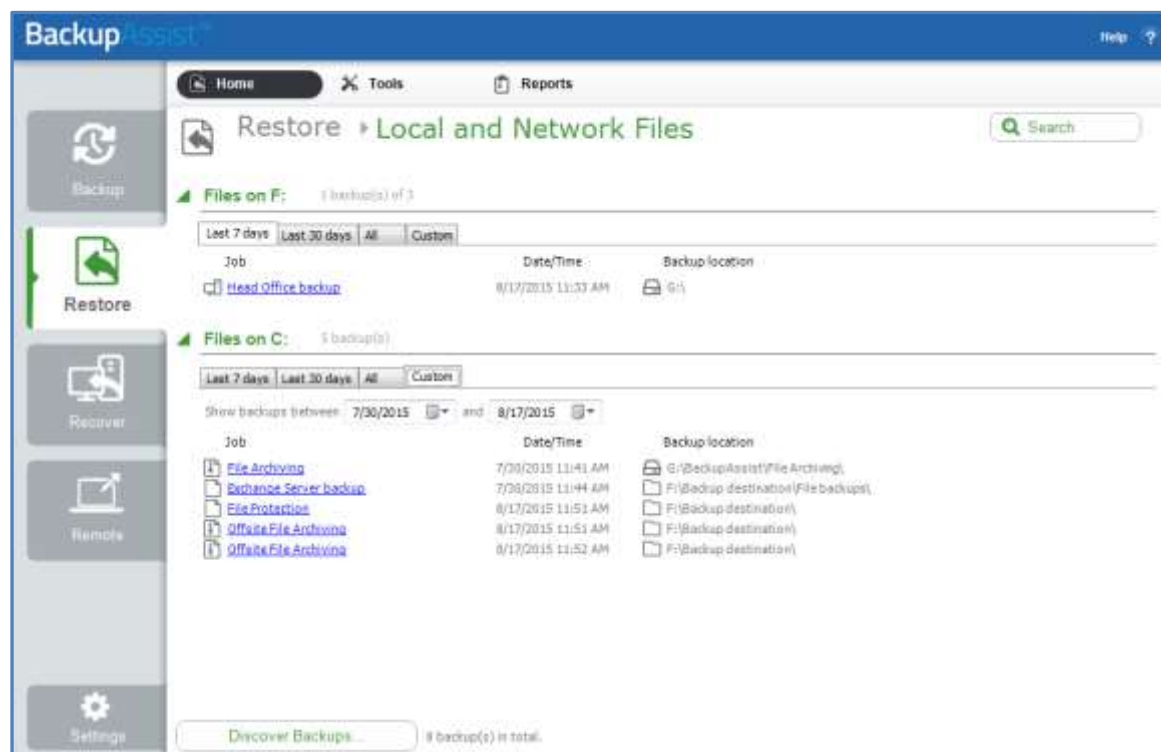 BackupAssist™
Help ?
Home Tools Reports
Restore Local and Network Files Search
Backup
Files on F: 1 backup(s) of 3
Last 7 days Last 30 days All Custom
Job Date/Time Backup location
Head Office backup 8/17/2015 11:33 AM G:\
Restore
Files on C: 5 backup(s)
Last 7 days Last 30 days All Custom
Recover
Show backups between 7/30/2015 and 8/17/2015
Job Date/Time Backup location
File Archiving 7/30/2015 11:41 AM G:\BackupAssist\File Archiving\
Exchange Server backup 7/30/2015 11:44 AM F:\Backup destination\File backups\
File Protection 8/17/2015 11:51 AM F:\Backup destination\
Offsite File Archiving 8/17/2015 11:51 AM F:\Backup destination\
Offsite File Archiving 8/17/2015 11:52 AM F:\Backup destination\
Remote
Settings
Discover Backups... 8 backup(s) in total.